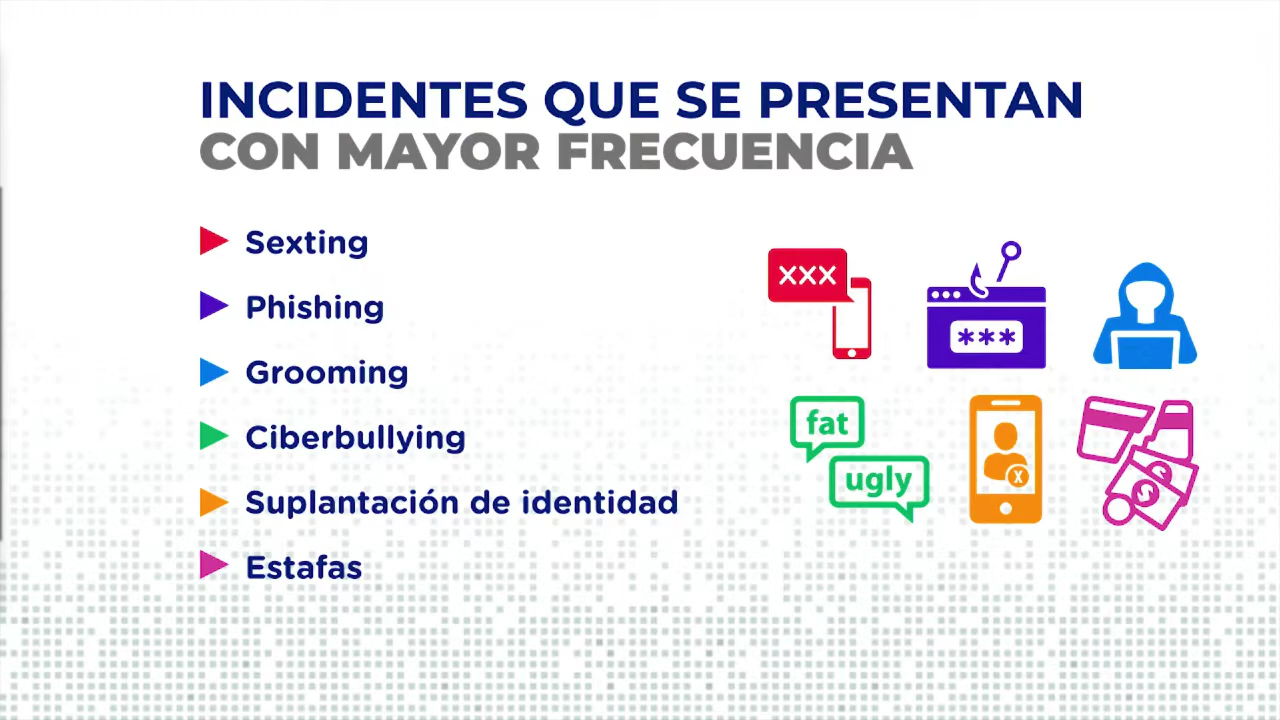 INCIDENTES QUE SE PRESENTAN
CON MAYOR FRECUENCIA
Sexting
Phishing
Grooming
Ciberbullying
Suplantación de identidad
Estafas
XXX
***
fat
ugly
x
$
$